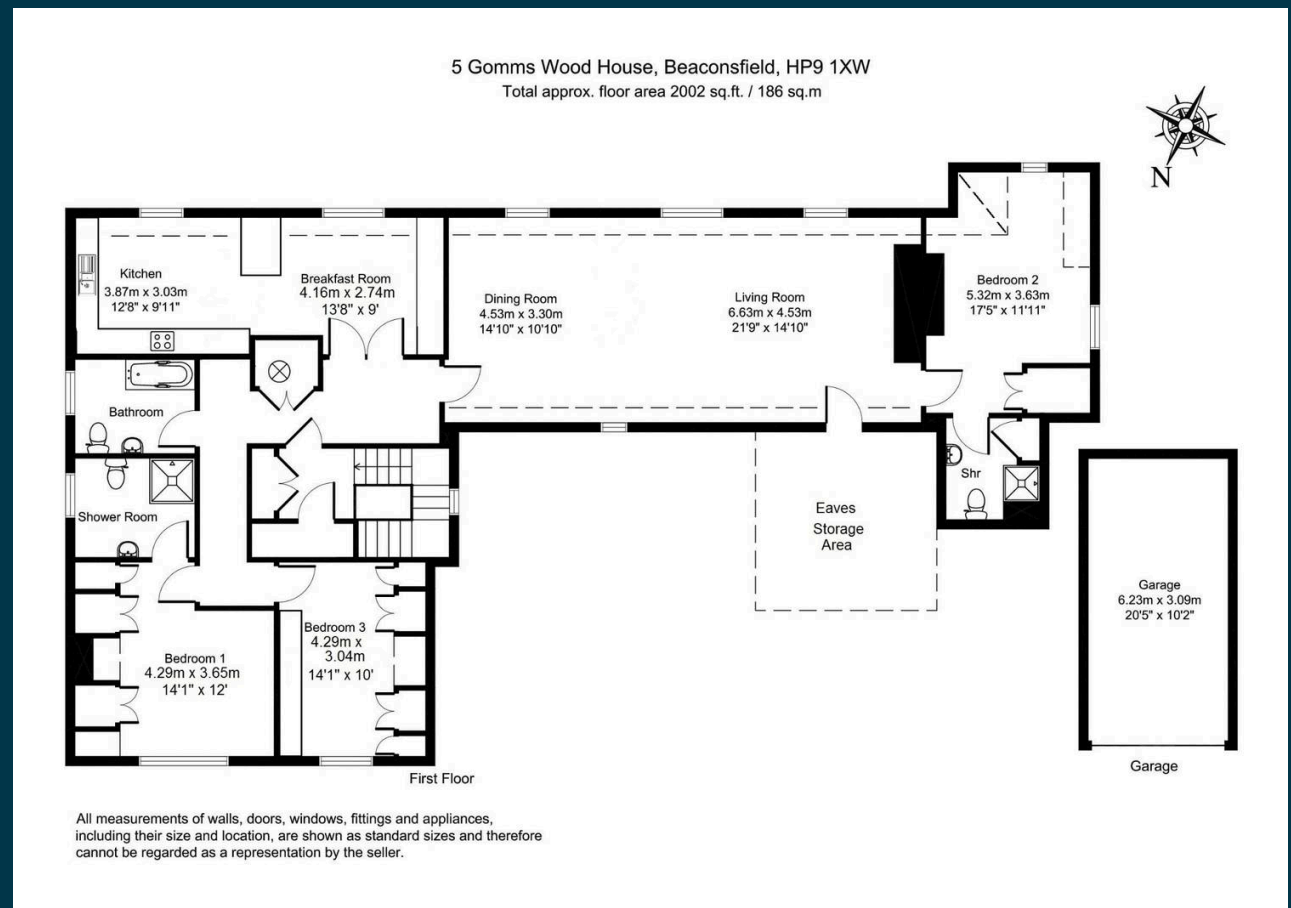 5 Gomms Wood House, Beaconsfield, HP9 1XW
Total approx. floor area 2002 sq.ft. / 186 sq.m
N
Kitchen
3.87m x 3.03m
12'8" x 9'11"
Breakfast Room
4.16m x 2.74m
13'8" x 9'
Dining Room
4.53m x 3.30m
14'10" x 10'10"
Living Room
6.63m x 4.53m
21'9" x 14'10"
Bedroom 2
5.32m x 3.63m
17'5" x 11'11"
Bathroom
Shower Room
Shr
Eaves
Storage
Area
Bedroom 1
4.29m x 3.65m
14'1" x 12'
Bedroom 3
4.29m x
3.04m
14'1" x 10'
Garage
6.23m x 3.09m
20'5" x 10'2"
Garage
First Floor
All measurements of walls, doors, windows, fittings and appliances,
including their size and location, are shown as standard sizes and therefore
cannot be regarded as a representation by the seller.